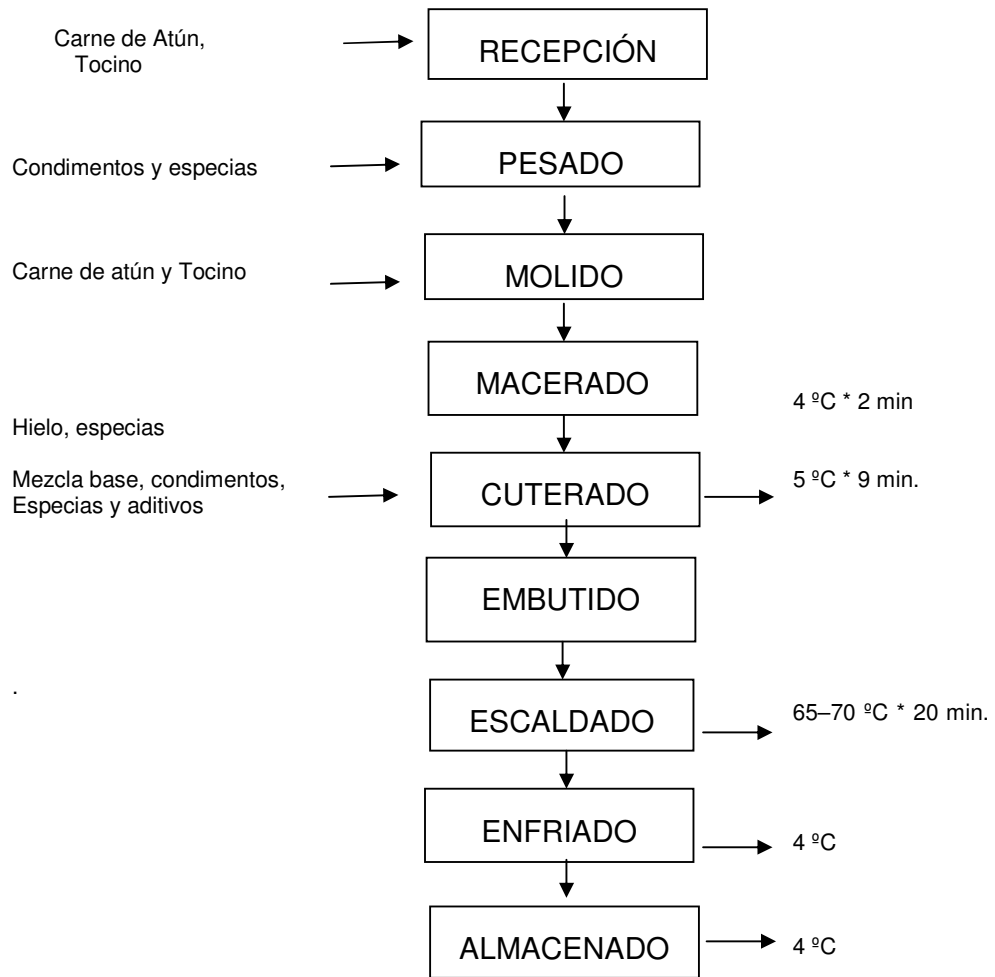 Carne de Atún,
Tocino
RECEPCIÓN
Condimentos y especias
PESADO
Carne de atún y Tocino
MOLIDO
MACERADO
4 ºC * 2 min
Hielo, especias
Mezcla base, condimentos,
Especias y aditivos
CUTERADO
5 ºC * 9 min.
EMBUTIDO
.
ESCALDADO
65–70 ºC * 20 min.
ENFRIADO
4 ºC
ALMACENADO
4 ºC